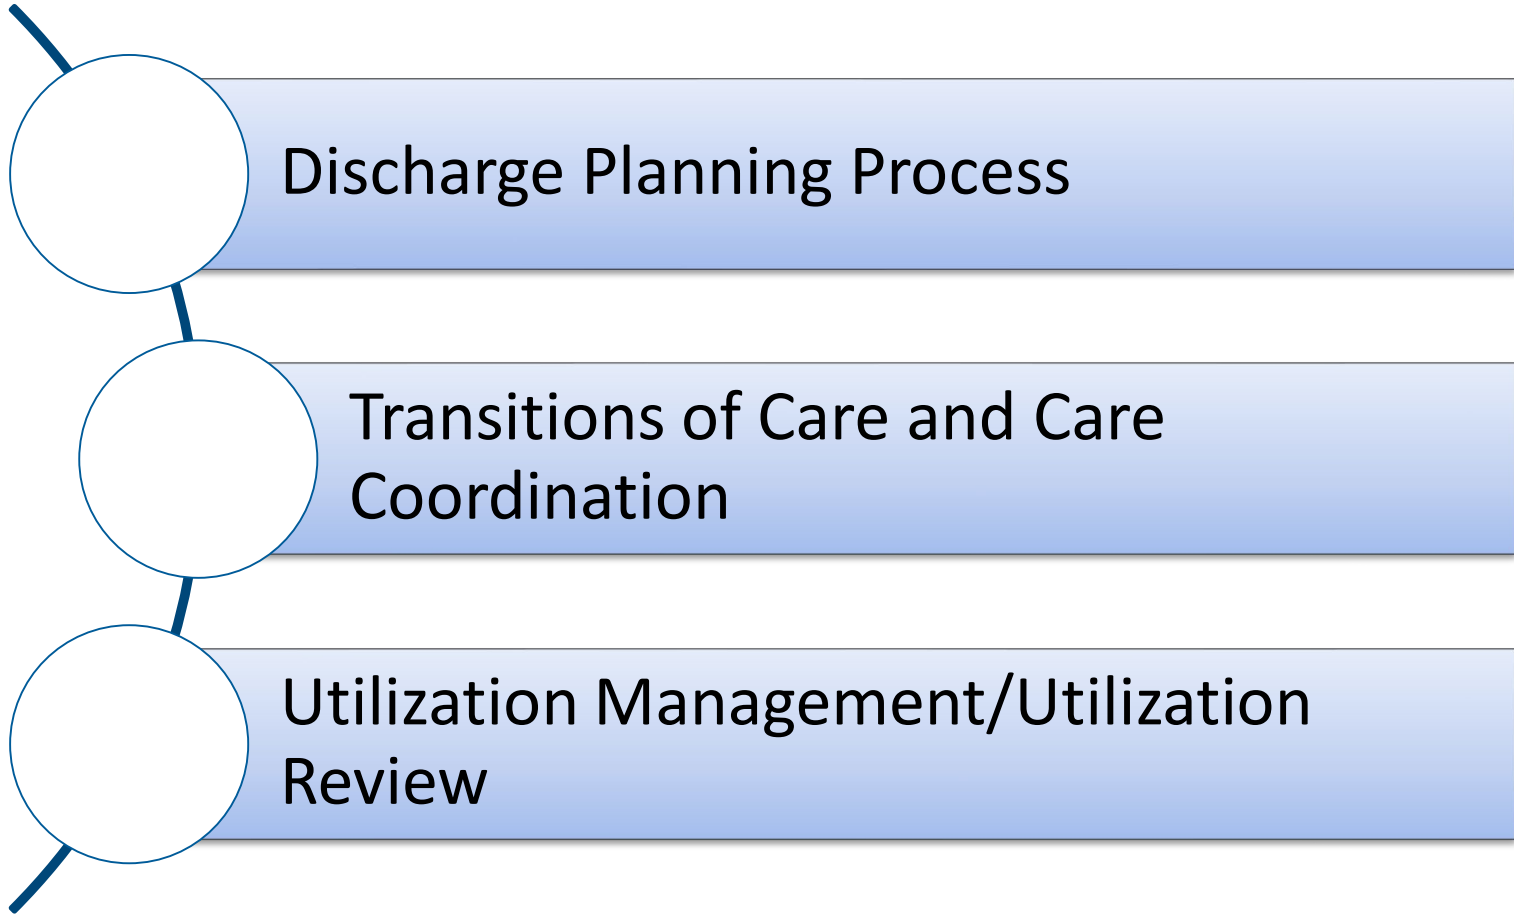 Discharge Planning Process
Transitions of Care and Care
Coordination
Utilization Management/Utilization
Review